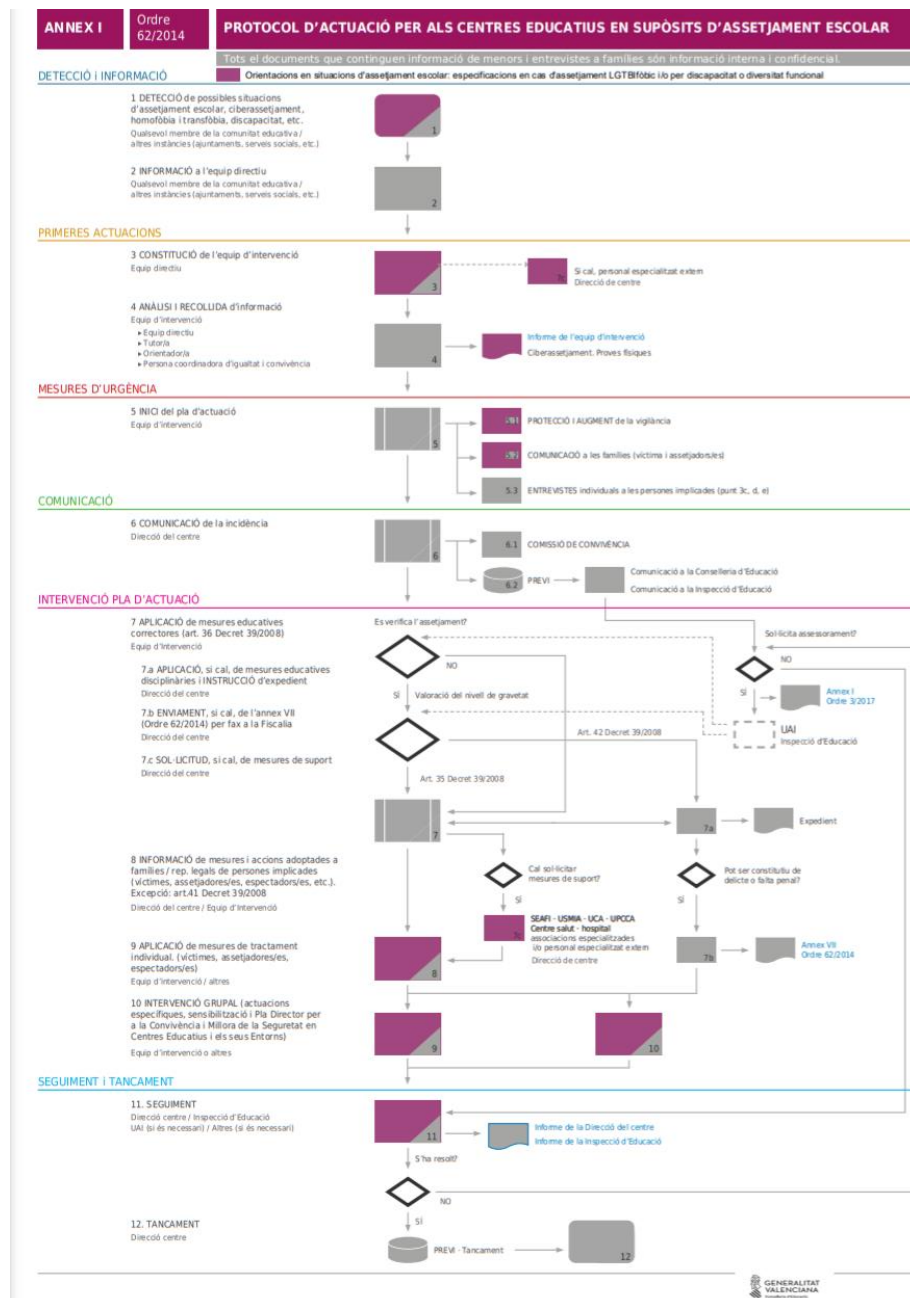 ANNEX I
Ordre
62/2014
PROTOCOL D'ACTUACIÓ PER ALS CENTRES EDUCATIUS EN SUPÒSITS D'ASSETJAMENT ESCOLAR
Tots el documents que continguen informació de menors i entrevistes a famílies són informació interna i confidencial.
DETECCIÓ i INFORMACIÓ
Orientacions en situacions d'assetjament escolar: especificacions en cas d'assetjament LGTBIfòbic i/o per discapacitat o diversitat funcional
1 DETECCIÓ de possibles situacions
d'assetjament escolar, ciberassetjament,
homofòbia i transfòbia, discapacitat, etc.
Qualsevol membre de la comunitat educativa /
altres instàncies (ajuntaments, serveis socials, etc.)
1
2 INFORMACIÓ a l'equip directiu
Qualsevol membre de la comunitat educativa /
altres instàncies (ajuntaments, serveis socials, etc.)
2
PRIMERES ACTUACIONS
3 CONSTITUCIÓ de l'equip d'intervenció
Equip directiu
3
7c
Si cal, personal especialitzat extern
Direcció de centre
4 ANÀLISI I RECOLLIDA d'informació
Equip d'intervenció
▸ Equip directiu
▸ Tutor/a
▸ Orientador/a
▸ Persona coordinadora d'igualtat i convivència
4
Informe de l'equip d'intervenció
Ciberassetjament. Proves físiques
MESURES D'URGÈNCIA
5 INICI del pla d'actuació
Equip d'intervenció
5
5.1
PROTECCIÓ I AUGMENT de la vigilància
5.2
COMUNICACIÓ a les famílies (víctima i assetjadors/es)
5.3
ENTREVISTES individuals a les persones implicades (punt 3c, d, e)
COMUNICACIÓ
6 COMUNICACIÓ de la incidència
Direcció del centre
6
6.1
COMISSIÓ DE CONVIVÈNCIA
6.2
PREVI
Comunicació a la Conselleria d'Educació
Comunicació a la Inspecció d'Educació
INTERVENCIÓ PLA D'ACTUACIÓ
7 APLICACIÓ de mesures educatives
correctores (art. 36 Decret 39/2008)
Equip d'intervenció
7.a APLICACIÓ, si cal, de mesures educatives
disciplinàries i INSTRUCCIÓ d'expedient
Direcció del centre
7.b ENVIAMENT, si cal, de l'annex VII
(Ordre 62/2014) per fax a la Fiscalia
Direcció del centre
7.c SOL·LICITUD, si cal, de mesures de suport
Direcció del centre
Es verifica l'assetjament?
NO
SÍ
Valoració del nivell de gravetat
Art. 42 Decret 39/2008
Art. 35 Decret 39/2008
Sol·licita assessorament?
NO
SÍ
Annex I
Ordre 3/2017
UAI
Inspecció d'Educació
7
7a
Expedient
8 INFORMACIÓ de mesures i accions adoptades a
famílies / rep. legals de persones implicades
(víctimes, assetjadores/es, espectadors/es, etc.).
Excepció: art.41 Decret 39/2008
Direcció del centre / Equip d'Intervenció
Cal sol·licitar
mesures de suport?
SÍ
Pot ser constitutiu de
delicte o falta penal?
SÍ
7c
SEAFI · USMIA · UCA · UPCCA
Centre salut · hospital
associacions especialitzades
i/o personal especialitzat extern
Direcció de centre
7b
Annex VII
Ordre 62/2014
9 APLICACIÓ de mesures de tractament
individual. (víctimes, assetjadores/es,
espectadors/es)
Equip d'intervenció / altres
8
10 INTERVENCIÓ GRUPAL (actuacions
específiques, sensibilització i Pla Director per
a la Convivència i Millora de la Seguretat en
Centres Educatius i els seus Entorns)
Equip d'intervenció o altres
9
10
SEGUIMENT i TANCAMENT
11. SEGUIMENT
Direcció centre / Inspecció d'Educació
UAI (si és necessari) / Altres (si és necessari)
11
Informe de la Direcció del centre
Informe de la Inspecció d'Educació
S'ha resolt?
NO
SÍ
12. TANCAMENT
Direcció centre
PREVI · Tancament
12
GENERALITAT
VALENCIANA